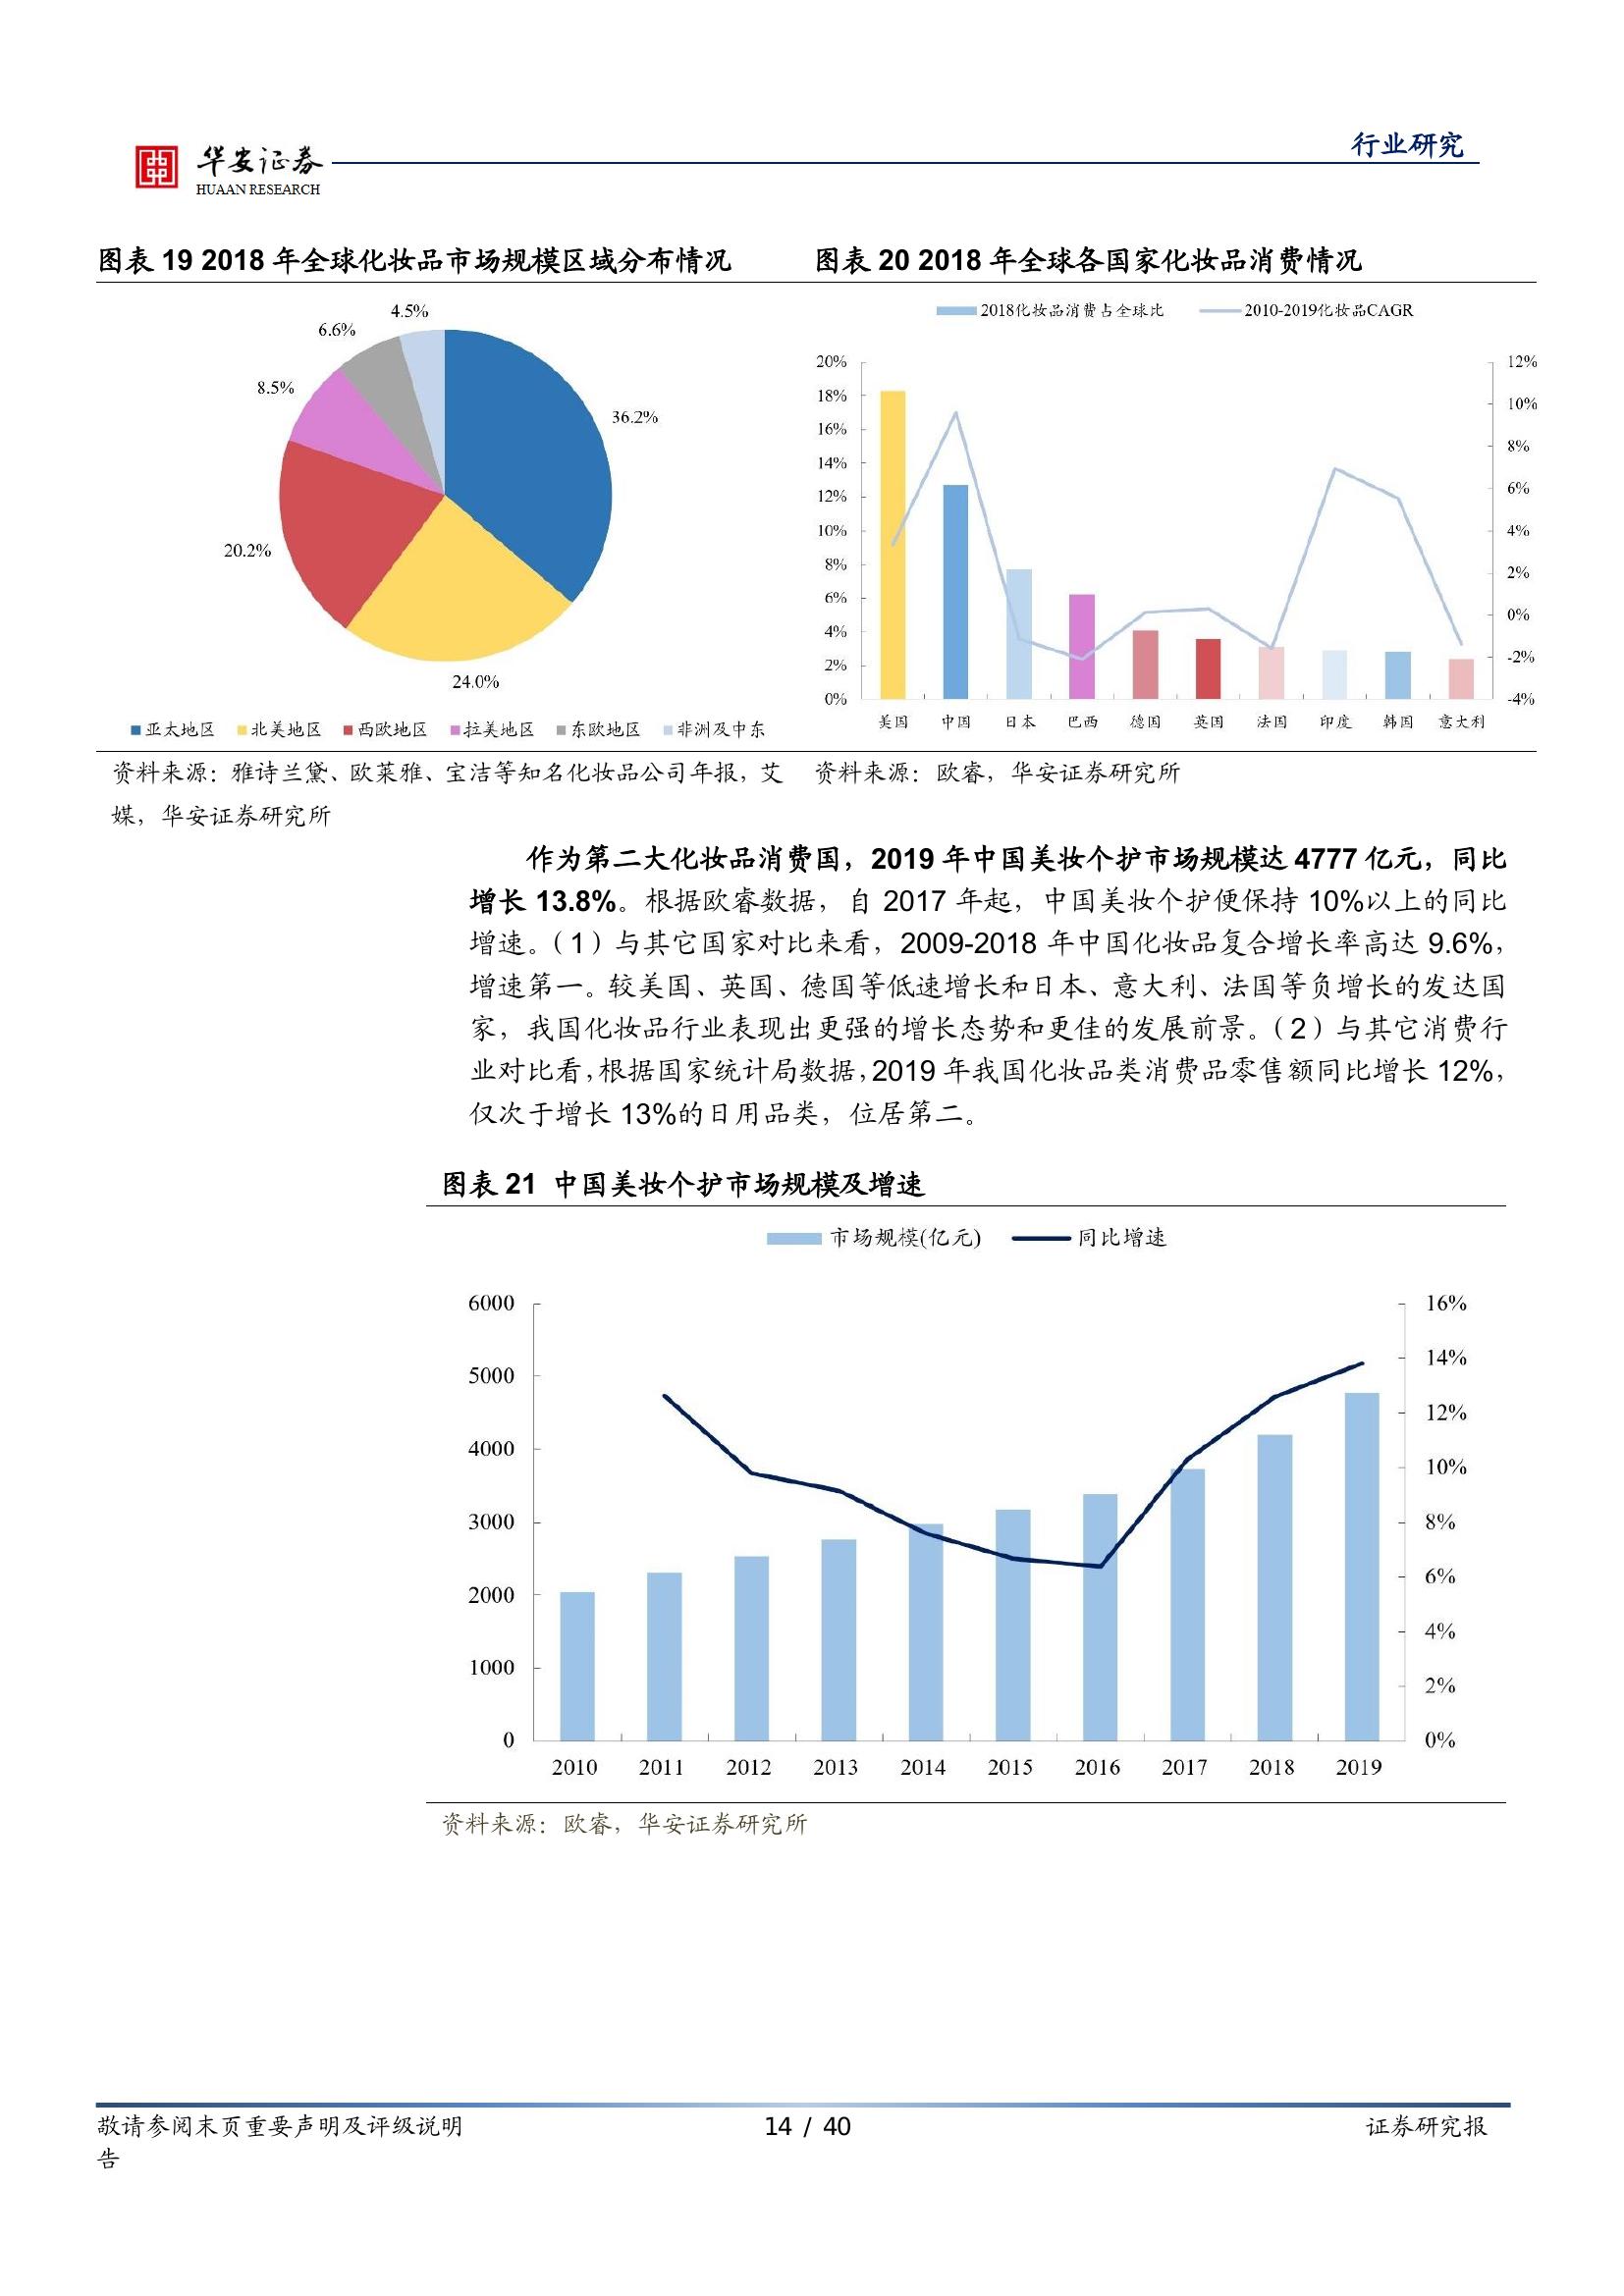 华安证券
HUAAN RESEARCH
行业研究
图表 19 2018 年全球化妆品市场规模区域分布情况
4.5%
6.6%
8.5%
36.2%
20.2%
24.0%
亚太地区 北美地区 西欧地区 拉美地区 东欧地区 非洲及中东
资料来源：雅诗兰黛、欧莱雅、宝洁等知名化妆品公司年报，艾
媒，华安证券研究所
图表 20 2018 年全球各国家化妆品消费情况
2018化妆品消费占全球比 2010-2019化妆品CAGR
20% 12%
18% 10%
16% 8%
14% 6%
12% 4%
10% 2%
8% 0%
6% -2%
4% -4%
2%
0%
美国 中国 日本 巴西 德国 英国 法国 印度 韩国 意大利
资料来源：欧睿，华安证券研究所
作为第二大化妆品消费国，2019 年中国美妆个护市场规模达 4777 亿元，同比
增长 13.8%。根据欧睿数据，自 2017 年起，中国美妆个护便保持 10%以上的同比
增速。（1）与其它国家对比来看，2009-2018 年中国化妆品复合增长率高达 9.6%，
增速第一。较美国、英国、德国等低速增长和日本、意大利、法国等负增长的发达国
家，我国化妆品行业表现出更强的增长态势和更佳的发展前景。（2）与其它消费行
业对比看，根据国家统计局数据，2019 年我国化妆品类消费品零售额同比增长 12%，
仅次于增长 13%的日用品类，位居第二。
图表 21 中国美妆个护市场规模及增速
市场规模(亿元) 同比增速
6000 16%
5000 14%
4000 12%
3000 10%
2000 8%
1000 6%
0 4%
2%
0%
2010 2011 2012 2013 2014 2015 2016 2017 2018 2019
资料来源：欧睿，华安证券研究所
敬请参阅末页重要声明及评级说明 14 / 40 证券研究报
告